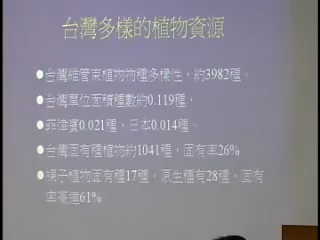 台灣多樣的植物資源
台灣維管束植物物種多樣性，約3982種。
台灣單位面積種數約0.119種，
菲律賓0.021種，日本0.014種。
台灣固有種植物約1041種，固有率26%
裸子植物固有種17種，原生種有28種。固有
率高達61%。